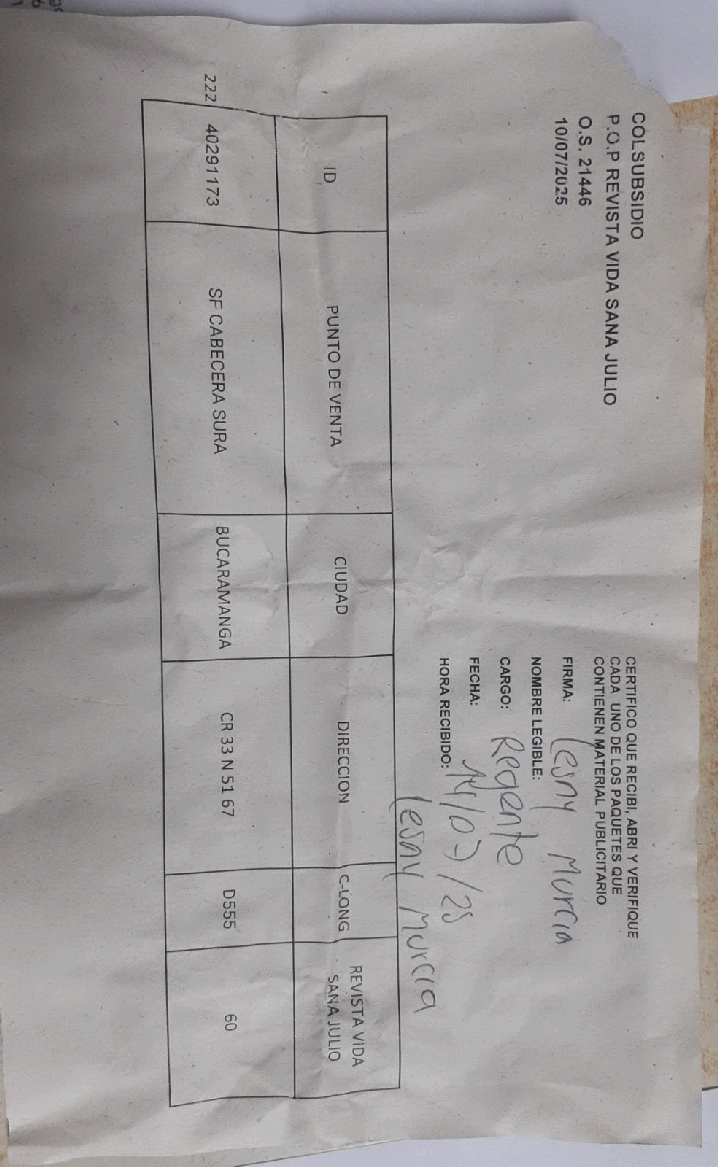 COLSUBSIDIO
P.O.P REVISTA VIDA SANA JULIO
O.S. 21446
10/07/2025
CERTIFICO QUE RECIBI, ABRI Y VERIFIQUE
CADA UNO DE LOS PAQUETES QUE
CONTIENEN MATERIAL PUBLICITARIO
FIRMA: Lesny Murcia
NOMBRE LEGIBLE:
CARGO: Regente
FECHA: 14/07/25
HORA RECIBIDO: Lesny Murcia
ID PUNTO DE VENTA CIUDAD DIRECCION C-LONG REVISTA VIDA
SANA JULIO
222 40291173 SF CABECERA SURA BUCARAMANGA CR 33 N 51 67 D555 60